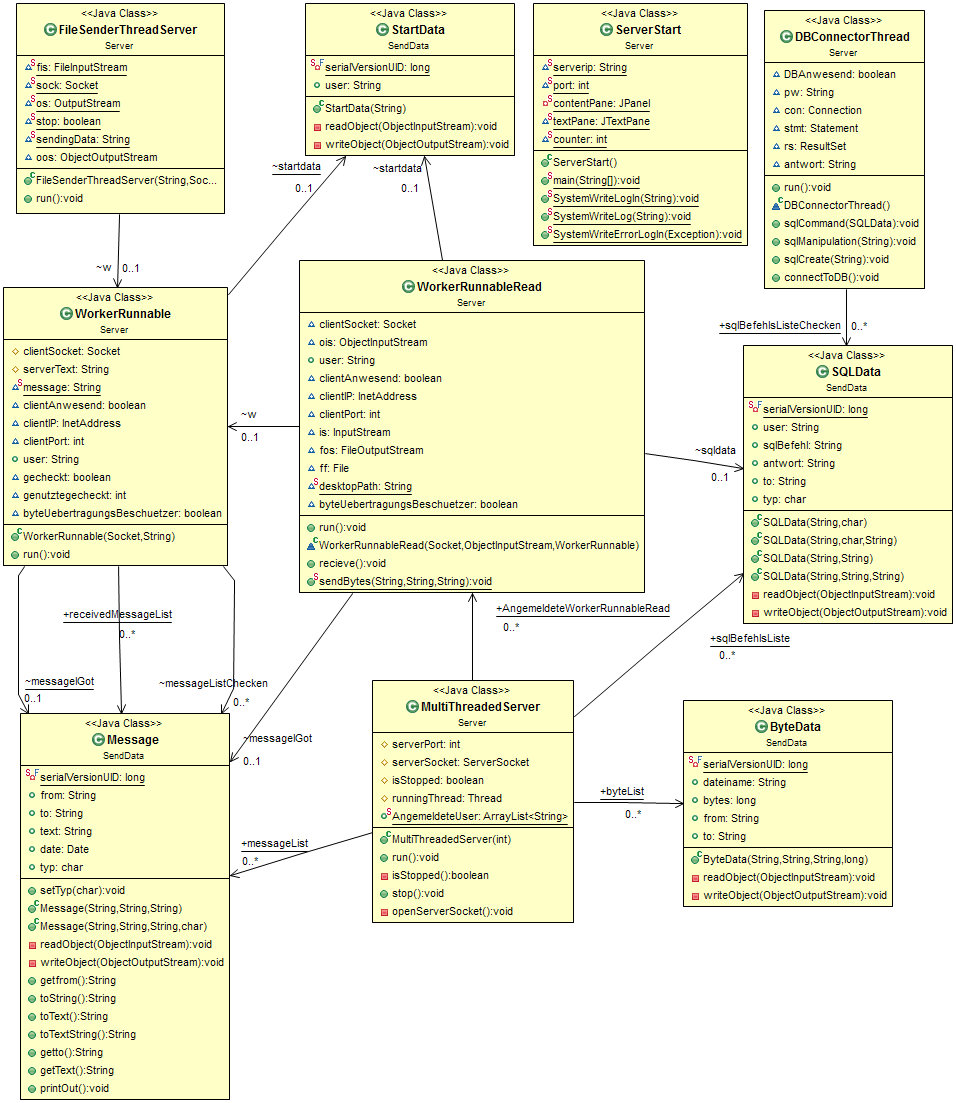 <<Java Class>>
FileSenderThreadServer
Server
fis: FileInputStream
sock: Socket
os: OutputStream
stop: boolean
sendingData: String
oos: ObjectOutputStream
FileSenderThreadServer(String,Soc...
run():void
<<Java Class>>
StartData
SendData
serialVersionUID: long
user: String
StartData(String)
readObject(ObjectInputStream):void
writeObject(ObjectOutputStream):void
<<Java Class>>
ServerStart
Server
serverip: String
port: int
contentPane: JPanel
textPane: JTextPane
counter: int
ServerStart()
main(String[]):void
SystemWriteLogIn(String):void
SystemWriteLog(String):void
SystemWriteErrorLogIn(Exception):void
<<Java Class>>
DBConnectorThread
Server
DBAnwesend: boolean
pw: String
con: Connection
stmt: Statement
rs: ResultSet
antwort: String
run():void
DBConnectorThread()
sqlCommand(SQLData):void
sqlManipulation(String):void
sqlCreate(String):void
connectToDB():void
~startdata
0..1
~startdata
0..1
~w
0..1
+sqlBefehlsListeChecken
0..*
<<Java Class>>
WorkerRunnable
Server
clientSocket: Socket
serverText: String
message: String
clientAnwesend: boolean
clientIP: InetAddress
clientPort: int
user: String
gecheckt: boolean
genutztegecheckt: int
byteUebertragungsBeschuetzer: boolean
WorkerRunnable(Socket,String)
run():void
~w
0..1
<<Java Class>>
WorkerRunnableRead
Server
clientSocket: Socket
ois: ObjectInputStream
user: String
clientAnwesend: boolean
clientIP: InetAddress
clientPort: int
is: InputStream
fos: FileOutputStream
ff: File
desktopPath: String
byteUebertragungsBeschuetzer: boolean
run():void
WorkerRunnableRead(Socket,ObjectInputStream,WorkerRunnable)
recieve():void
sendBytes(String,String,String):void
~sqldata
0..1
<<Java Class>>
SQLData
SendData
serialVersionUID: long
user: String
sqlBefehl: String
antwort: String
to: String
typ: char
SQLData(String,char)
SQLData(String,char,String)
SQLData(String,String)
SQLData(String,String,String)
readObject(ObjectInputStream):void
writeObject(ObjectOutputStream):void
+receivedMessageList
0..*
~messageIGot
0..1
~messageListChecken
0..*
+AngemeldeteWorkerRunnableRead
0..*
+sqlBefehlsListe
0..*
~messageIGot
0..1
<<Java Class>>
Message
SendData
serialVersionUID: long
from: String
to: String
text: String
date: Date
typ: char
setTyp(char):void
Message(String,String,String)
Message(String,String,String,char)
readObject(ObjectInputStream):void
writeObject(ObjectOutputStream):void
getfrom():String
toString():String
toText():String
toTextString():String
getto():String
getText():String
printOut():void
+messageList
0..*
<<Java Class>>
MultiThreadedServer
Server
serverPort: int
serverSocket: ServerSocket
isStopped: boolean
runningThread: Thread
AngemeldeteUser: ArrayList<String>
MultiThreadedServer(int)
run():void
isStopped():boolean
stop():void
openServerSocket():void
+byteList
0..*
<<Java Class>>
ByteData
SendData
serialVersionUID: long
dateiname: String
bytes: long
from: String
to: String
ByteData(String,String,String,long)
readObject(ObjectInputStream):void
writeObject(ObjectOutputStream):void